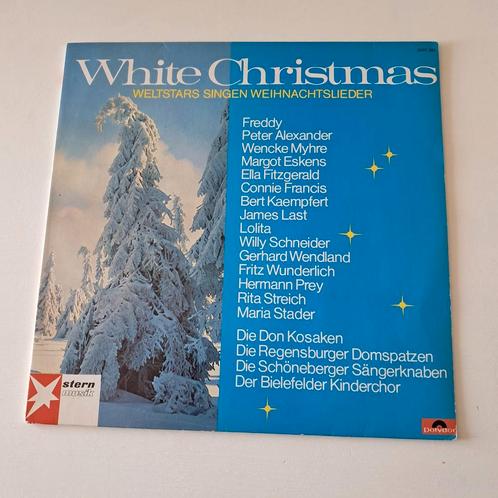 White Christmas
WELTSTARS SINGEN WEIHNACHTSLIEDER
Freddy
Peter Alexander
Wencke Myhre
Margot Eskens
Ella Fitzgerald
Connie Francis
Bert Kaempfert
James Last
Lolita
Willy Schneider
Gerhard Wendland
Fritz Wunderlich
Hermann Prey
Rita Streich
Maria Stader
Die Don Kosaken
Die Regensburger Domspatzen
Die Schöneberger Sängerknaben
Der Bielefelder Kinderchor
stern
musik
Polydor